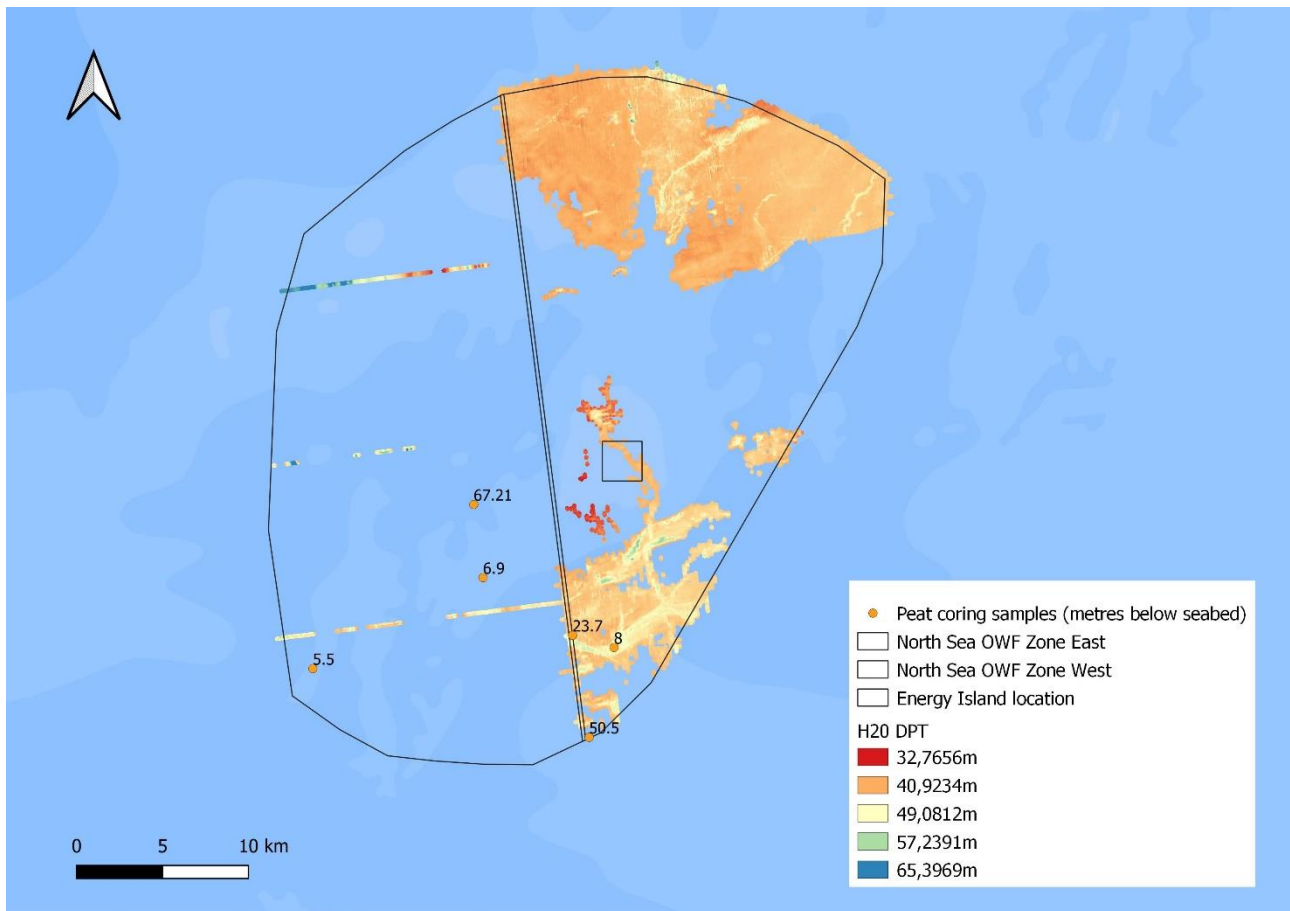 67.21
6.9
23.7
8
5.5
50.5
Peat coring samples (metres below seabed)
North Sea OWF Zone East
North Sea OWF Zone West
Energy Island location
H20 DPT
32,7656m
40,9234m
49,0812m
57,2391m
65,3969m
0 5 10 km